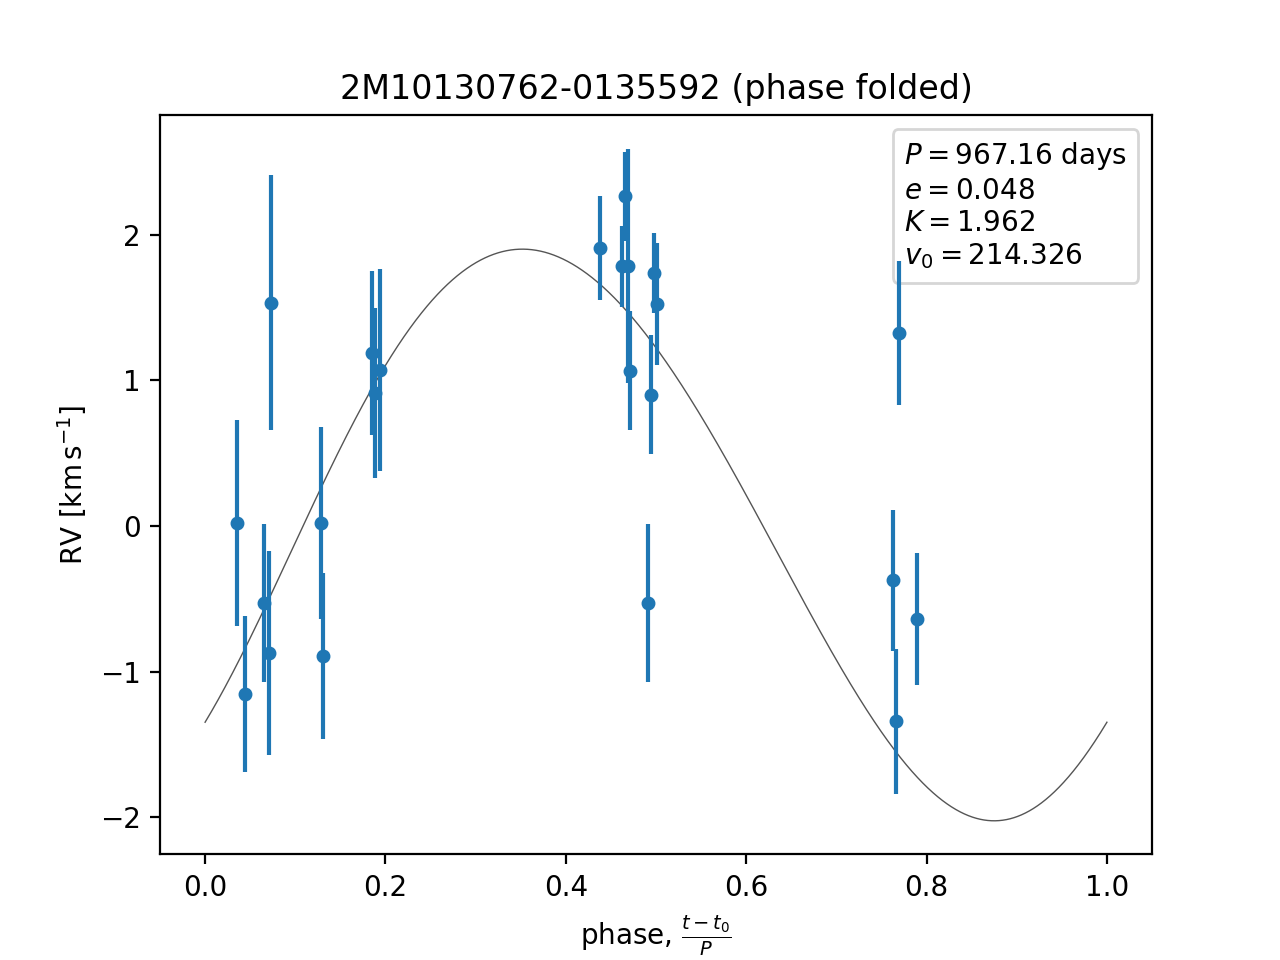 2M10130762-0135592 (phase folded)
P = 967.16 days
e = 0.048
K = 1.962
v₀ = 214.326
RV [km s⁻¹]
2
1
0
−1
−2
0.0 0.2 0.4 0.6 0.8 1.0
phase, (t − t₀)/P